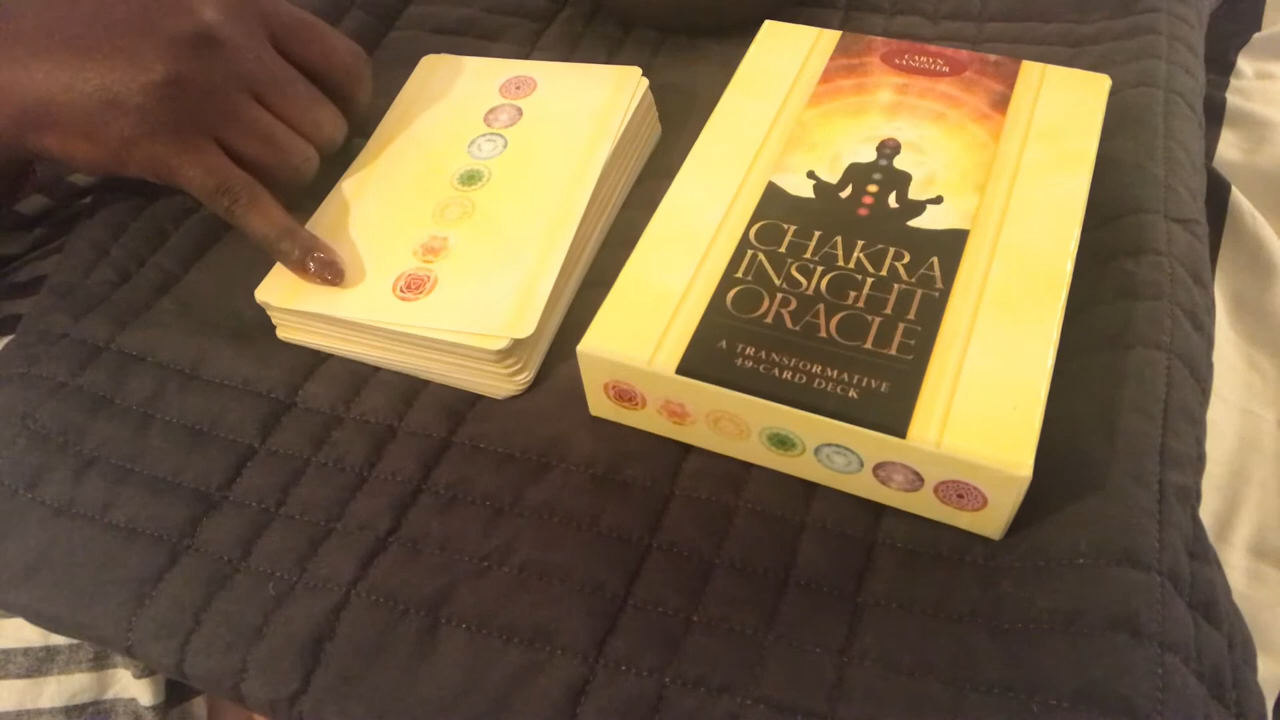 CARYN
SANGSTER
CHAKRA
INSIGHT
ORACLE
A TRANSFORMATIVE
49-CARD DECK